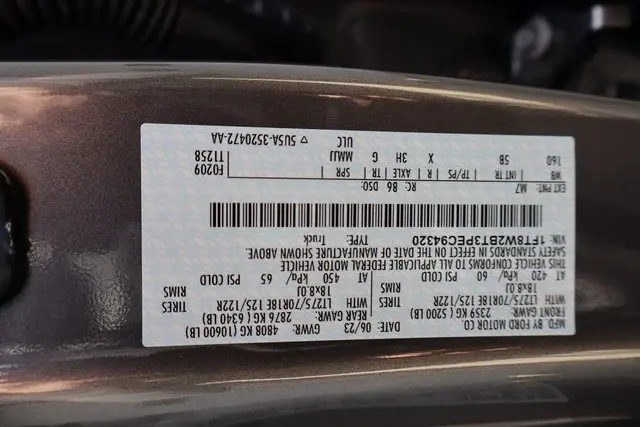 MFD. BY FORD MOTOR CO.
DATE: 06/23 GVWR: 4808 KG (10600 LB)
FRONT GAWR: 2359 KG ( 5200 LB) REAR GAWR: 2876 KG ( 6340 LB)
WITH LT275/70R18E 125/122R TIRES WITH LT275/70R18E 125/122R TIRES
18x8.0J RIMS 18x8.0J RIMS
AT 420 kPa/ 60 PSI COLD AT 450 kPa/ 65 PSI COLD
THIS VEHICLE CONFORMS TO ALL APPLICABLE FEDERAL MOTOR VEHICLE
SAFETY STANDARDS IN EFFECT ON THE DATE OF MANUFACTURE SHOWN ABOVE.
VIN: 1FT8W2BT3PEC94320 TYPE: Truck
EXT PNT: M7 RC: 86 DSO: F0209
WB INT TR TP/PS R AXLE TR SPR T1258
160 5B X 3H G MMJJ
ULC ▽ 5U5A-3520472-AA